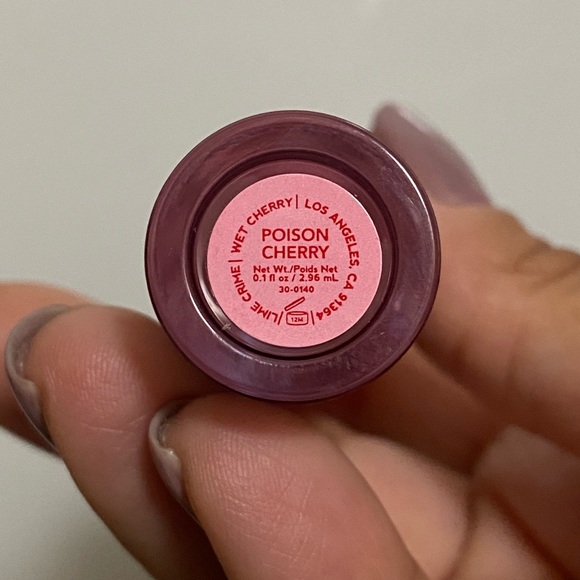 LIME CRIME | WET CHERRY | LOS ANGELES, CA 91364 |
POISON
CHERRY
Net Wt./Poids Net
0.1 fl oz / 2.96 mL
30-0140
12M